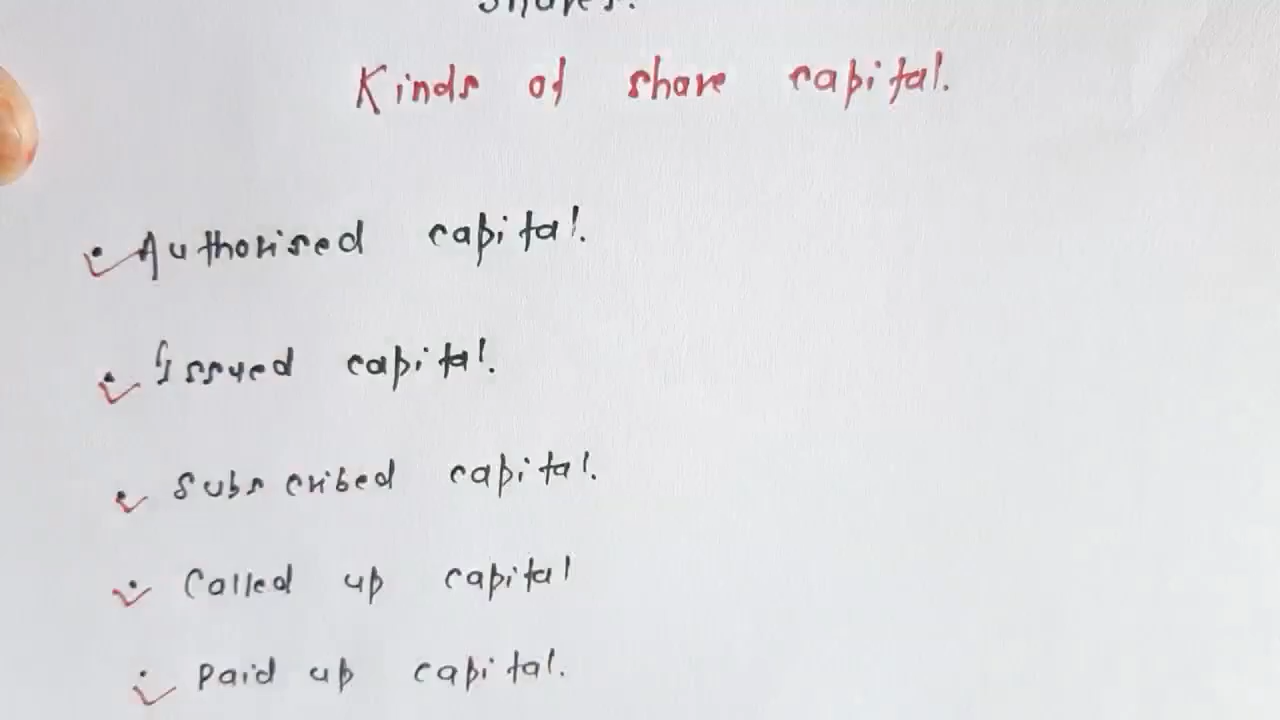 Kinds of share capital.
Authorised capital.
Issued capital.
Subscribed capital.
Called up capital
Paid up capital.